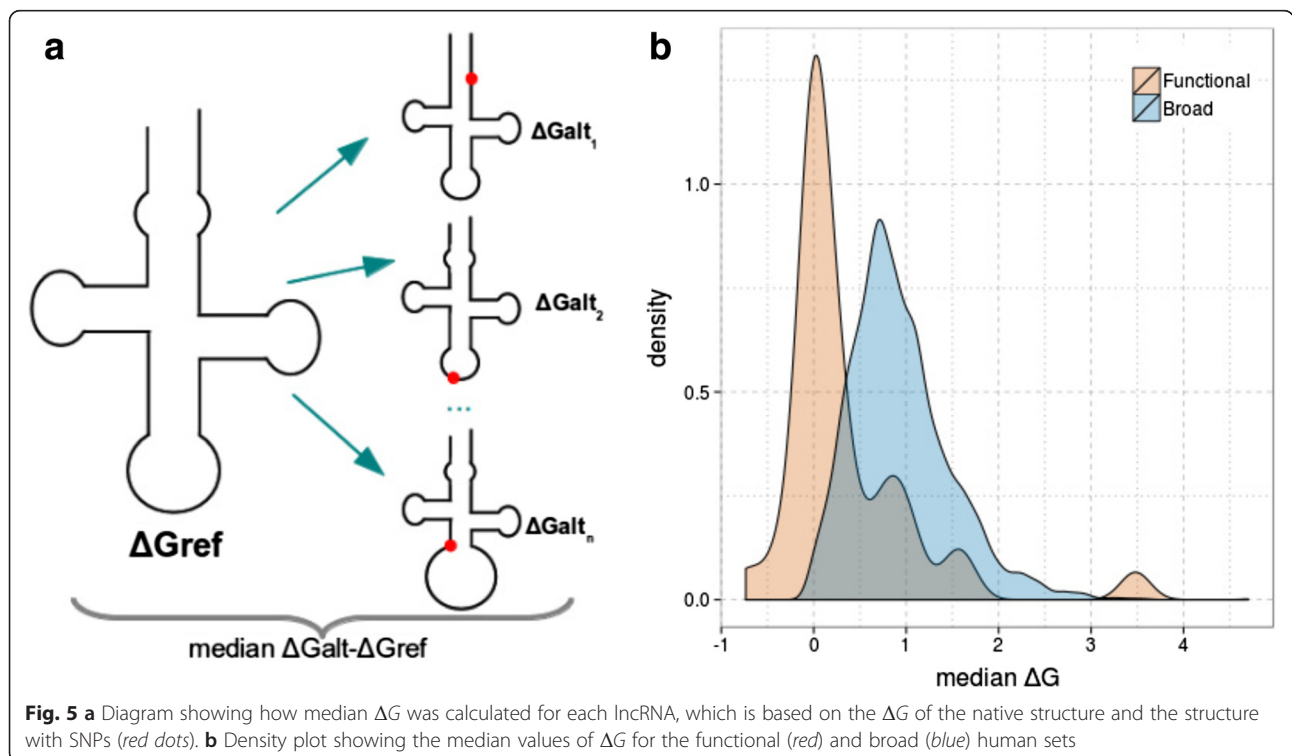 a
ΔGref
ΔGalt1
ΔGalt2
...
ΔGaltn
median ΔGalt-ΔGref
b
Functional
Broad
density
1.0
0.5
0.0
-1
0
1
2
3
4
median ΔG
Fig. 5 a Diagram showing how median ΔG was calculated for each lncRNA, which is based on the ΔG of the native structure and the structure
with SNPs (red dots). b Density plot showing the median values of ΔG for the functional (red) and broad (blue) human sets